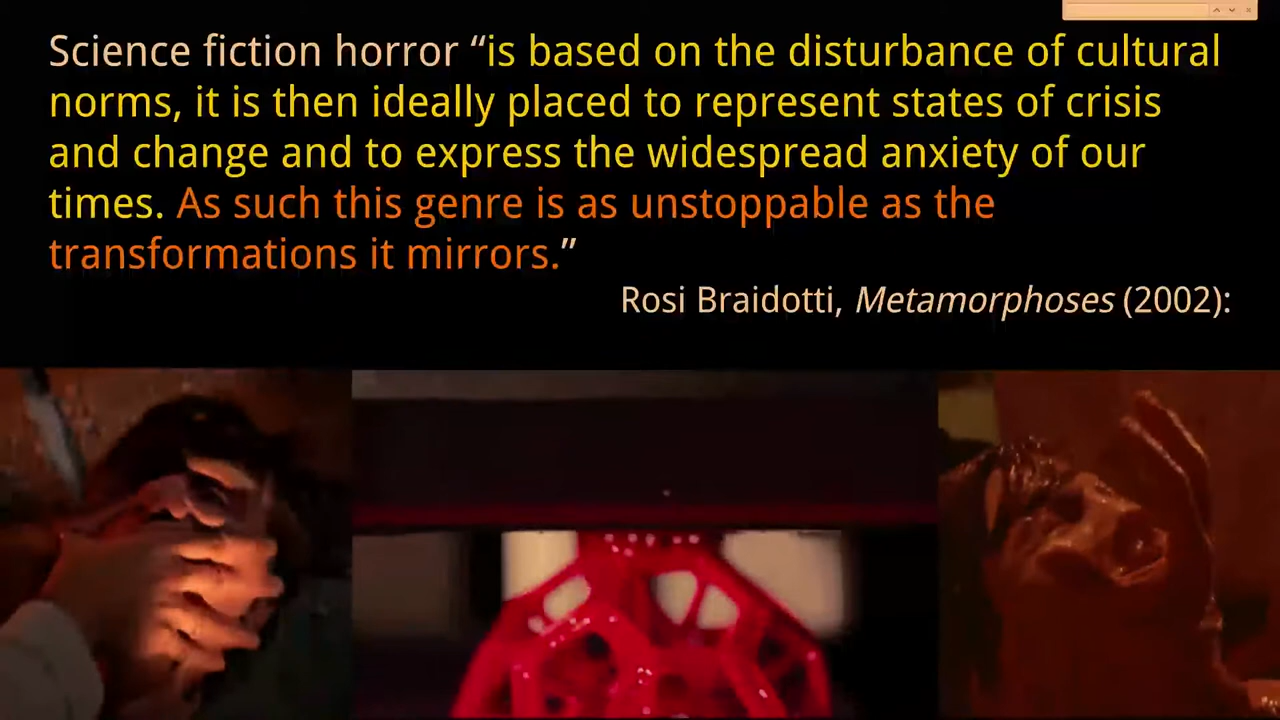 Science fiction horror “is based on the disturbance of cultural
norms, it is then ideally placed to represent states of crisis
and change and to express the widespread anxiety of our
times. As such this genre is as unstoppable as the
transformations it mirrors.”
Rosi Braidotti, Metamorphoses (2002):